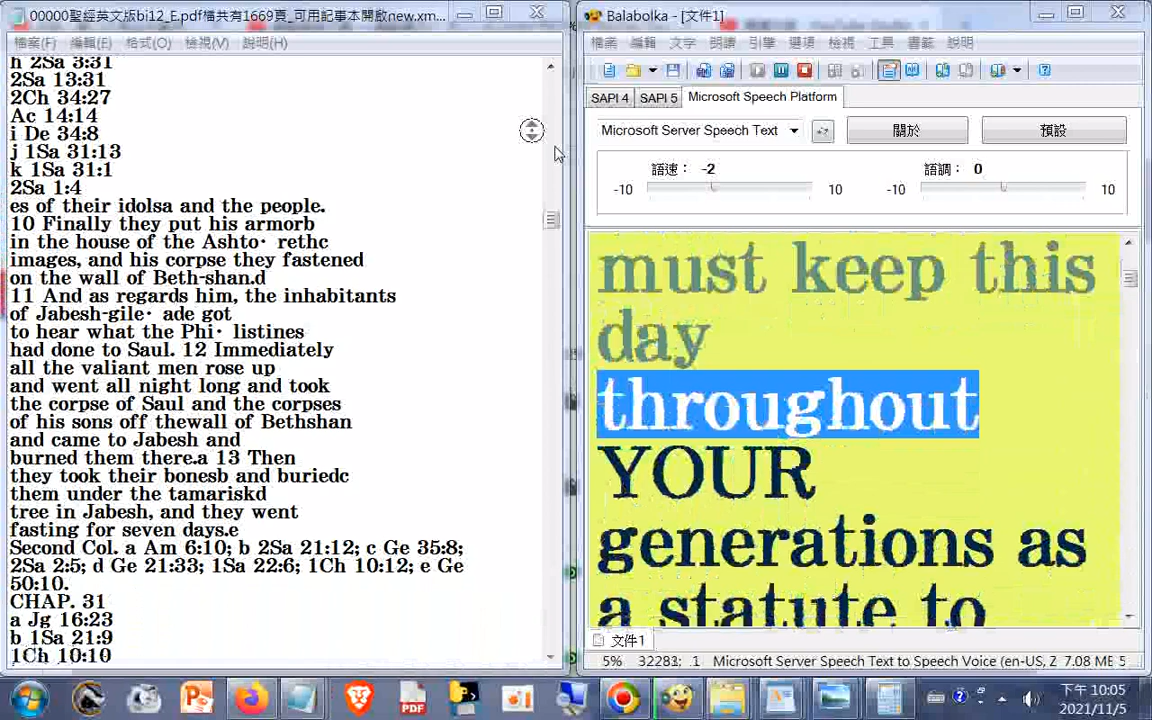 00000聖經英文版bi12_E.pdf檔共有1669頁_可用記事本開啟new.xm...
檔案(F) 編輯(E) 格式(O) 檢視(V) 說明(H)
h 2Sa 3:31
2Sa 13:31
2Ch 34:27
Ac 14:14
i De 34:8
j 1Sa 31:13
k 1Sa 31:1
2Sa 1:4
es of their idolsa and the people.
10 Finally they put his armorb
in the house of the Ashto· rethc
images, and his corpse they fastened
on the wall of Beth-shan.d
11 And as regards him, the inhabitants
of Jabesh-gile· ade got
to hear what the Phi· listines
had done to Saul. 12 Immediately
all the valiant men rose up
and went all night long and took
the corpse of Saul and the corpses
of his sons off thewall of Bethshan
and came to Jabesh and
burned them there.a 13 Then
they took their bonesb and buriedc
them under the tamariskd
tree in Jabesh, and they went
fasting for seven days.e
Second Col. a Am 6:10; b 2Sa 21:12; c Ge 35:8;
2Sa 2:5; d Ge 21:33; 1Sa 22:6; 1Ch 10:12; e Ge
50:10.
CHAP. 31
a Jg 16:23
b 1Sa 21:9
1Ch 10:10
Balabolka - [文件1]
檔案 編輯 文字 朗讀 引擎 選項 檢視 工具 書籤 說明
SAPI 4 SAPI 5 Microsoft Speech Platform
Microsoft Server Speech Text 關於 預設
語速: -2 語調: 0
-10 10 -10 10
must keep this
day
throughout
YOUR
generations as
a statute to
文件1
5% Microsoft Server Speech Text to Speech Voice (en-US, 7.08 MB
PDF
下午 10:05
2021/11/5